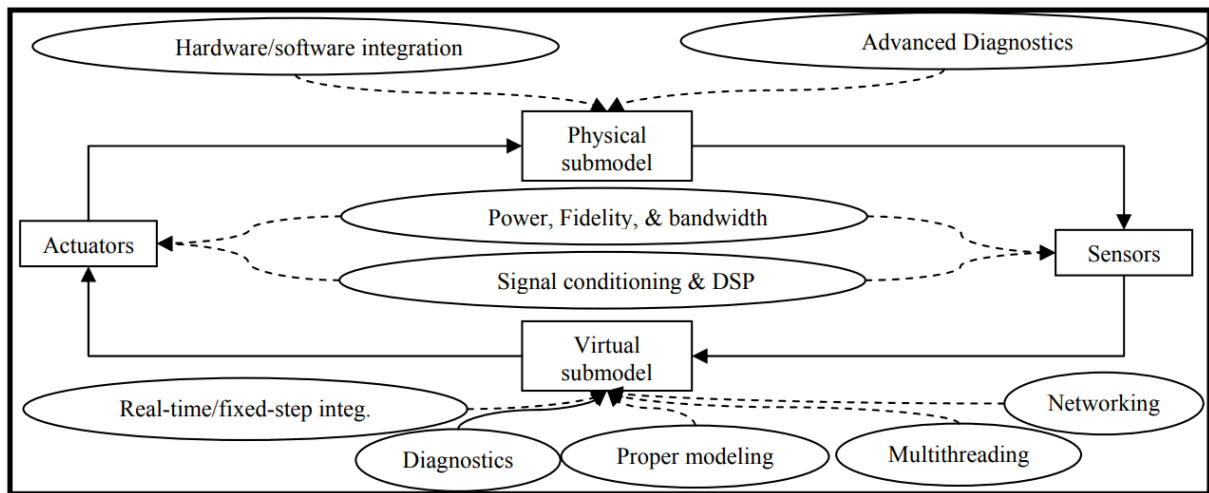 Hardware/software integration
Advanced Diagnostics
Physical
submodel
Power, Fidelity, & bandwidth
Actuators
Sensors
Signal conditioning & DSP
Virtual
submodel
Real-time/fixed-step integ.
Networking
Diagnostics
Proper modeling
Multithreading